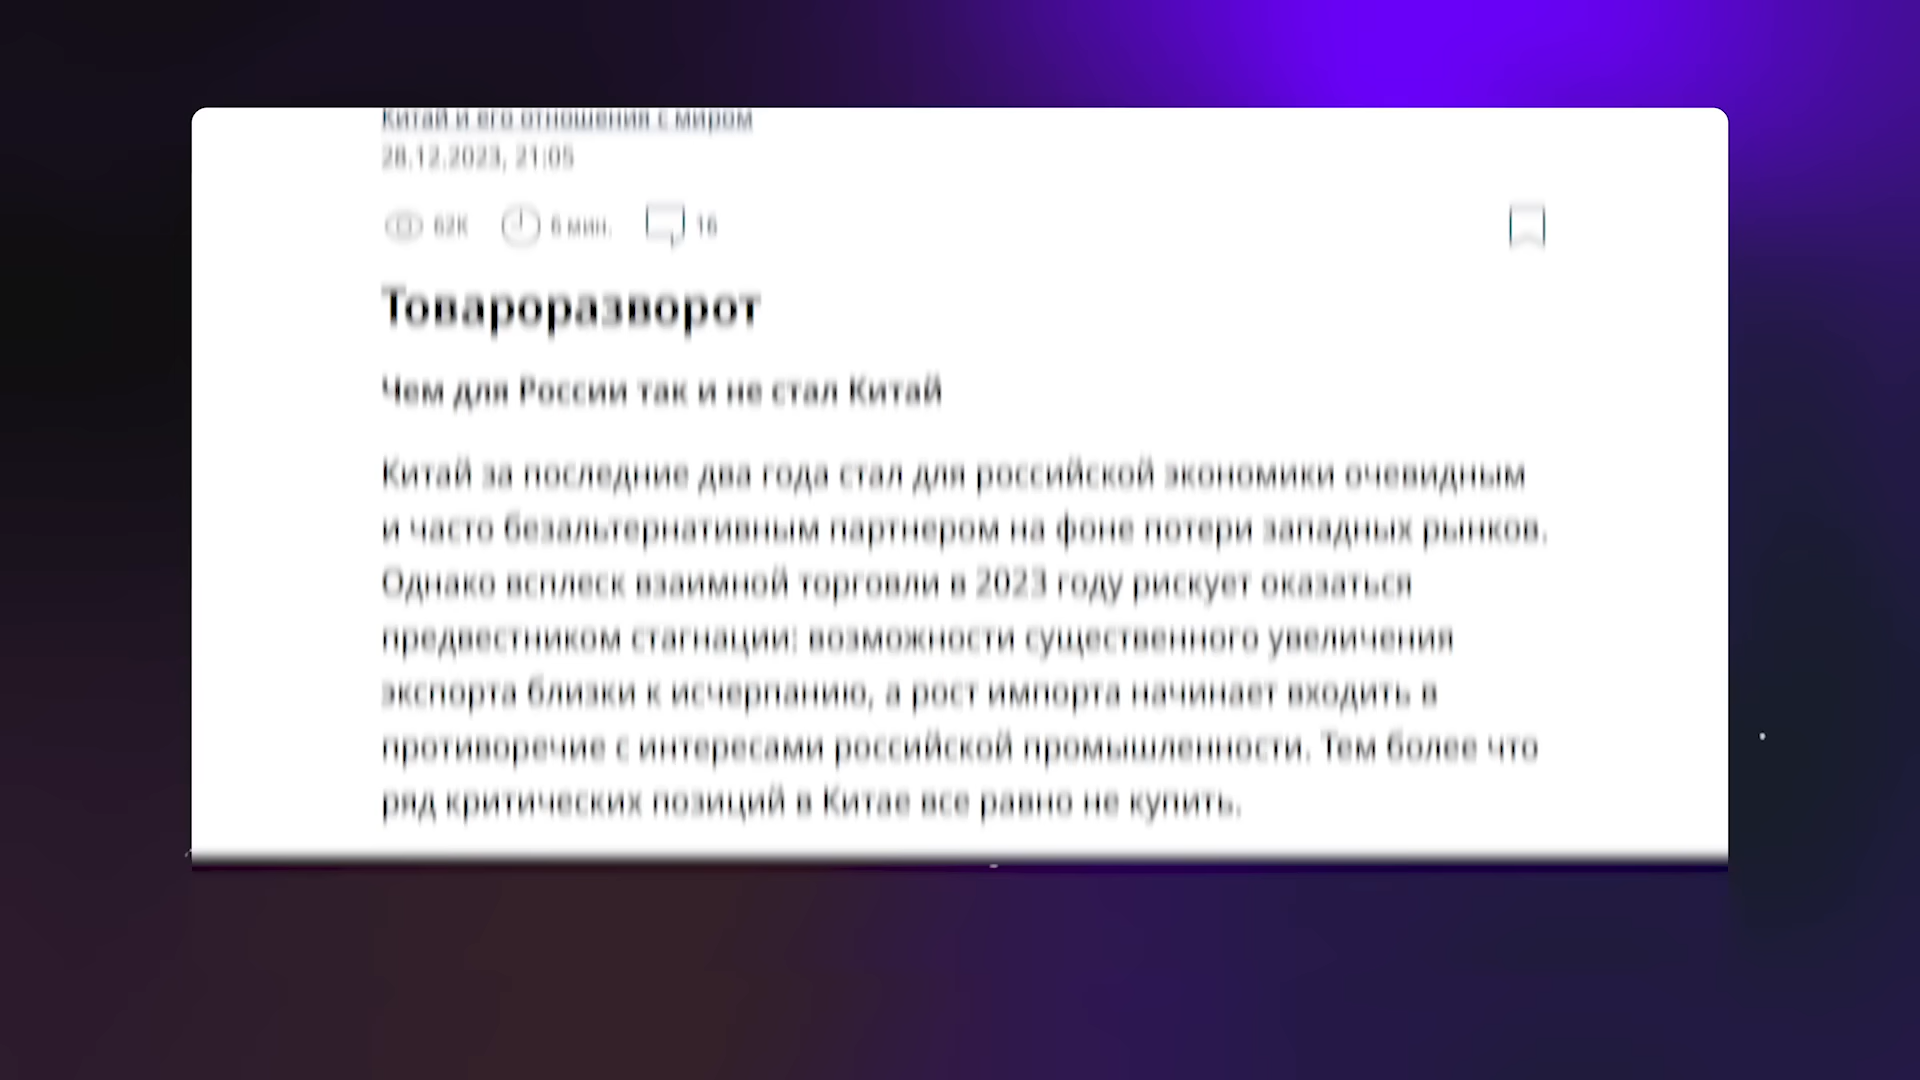 Китай и его отношения с миром
28.12.2023, 21:05
62K 6 мин. 16
Товароразворот
Чем для России так и не стал Китай
Китай за последние два года стал для российской экономики очевидным
и часто безальтернативным партнером на фоне потери западных рынков.
Однако всплеск взаимной торговли в 2023 году рискует оказаться
предвестником стагнации: возможности существенного увеличения
экспорта близки к исчерпанию, а рост импорта начинает входить в
противоречие с интересами российской промышленности. Тем более что
ряд критических позиций в Китае все равно не купить.